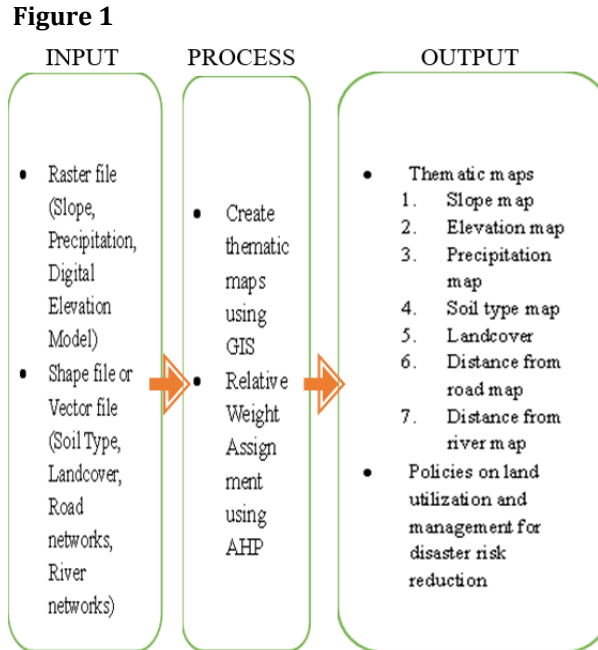 Figure 1
INPUT
PROCESS
OUTPUT
• Raster file
(Slope,
Precipitation,
Digital
Elevation
Model)
• Shape file or
Vector file
(Soil Type,
Landcover,
Road
networks,
River
networks)
• Create
thematic
maps
using
GIS
• Relative
Weight
Assign
ment
using
AHP
• Thematic maps
1. Slope map
2. Elevation map
3. Precipitation
map
4. Soil type map
5. Landcover
6. Distance from
road map
7. Distance from
river map
• Policies on land
utilization and
management for
disaster risk
reduction